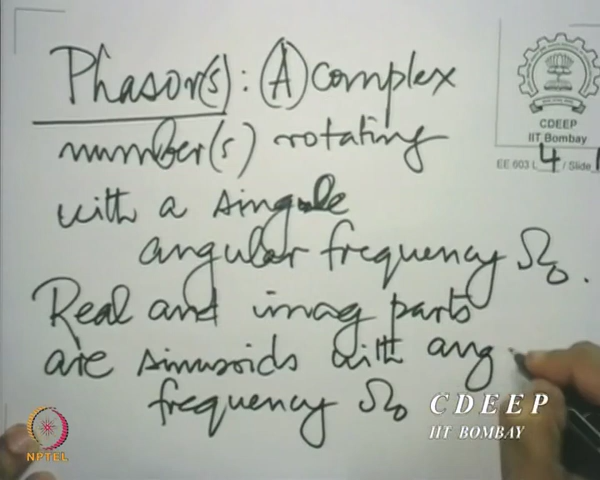 Phasor(s): (A) complex
number(s) rotating
with a single
angular frequency Ω₀.
Real and imag parts
are sinusoids with ang
frequency Ω₀
CDEEP
IIT Bombay
EE 603 L 4 / Slide 1
CDEEP
IIT BOMBAY
NPTEL